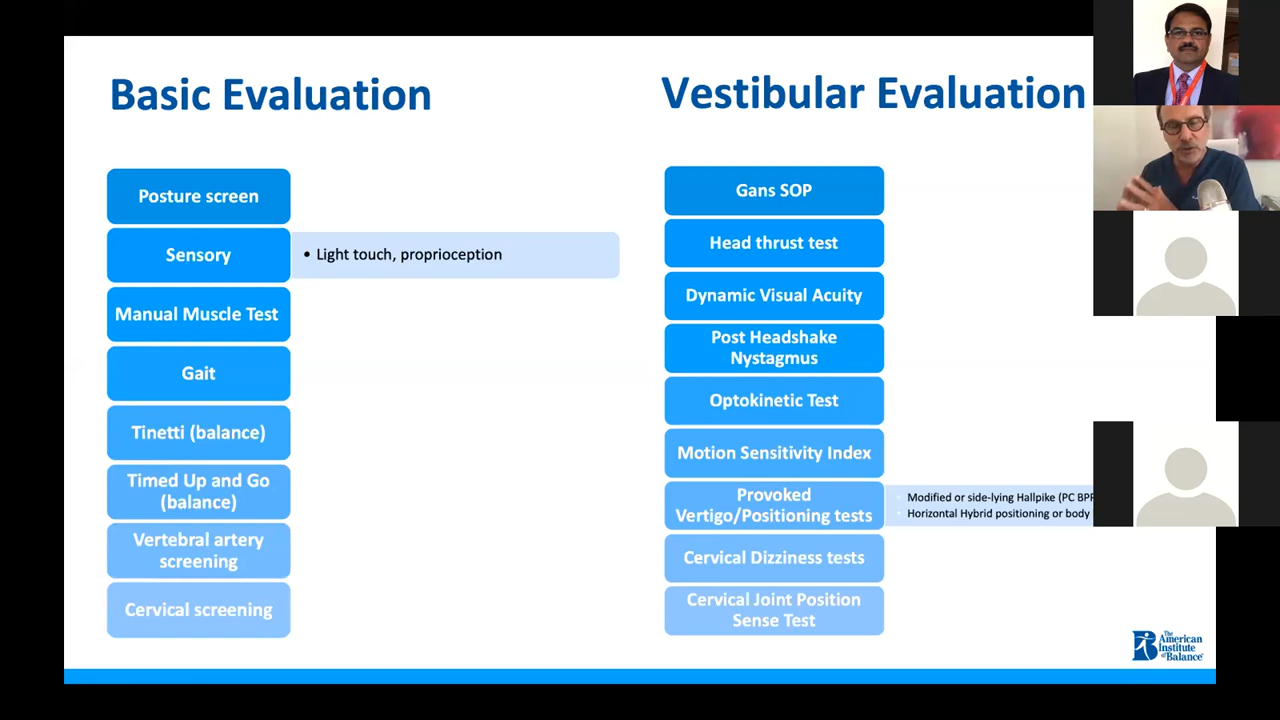 Basic Evaluation
Posture screen
Sensory
• Light touch, proprioception
Manual Muscle Test
Gait
Tinetti (balance)
Timed Up and Go
(balance)
Vertebral artery
screening
Cervical screening
Vestibular Evaluation
Gans SOP
Head thrust test
Dynamic Visual Acuity
Post Headshake
Nystagmus
Optokinetic Test
Motion Sensitivity Index
Provoked
Vertigo/Positioning tests
• Modified or side-lying Hallpike (PC
• Horizontal Hybrid positioning or body
Cervical Dizziness tests
Cervical Joint Position
Sense Test
The
American
Institute
of Balance